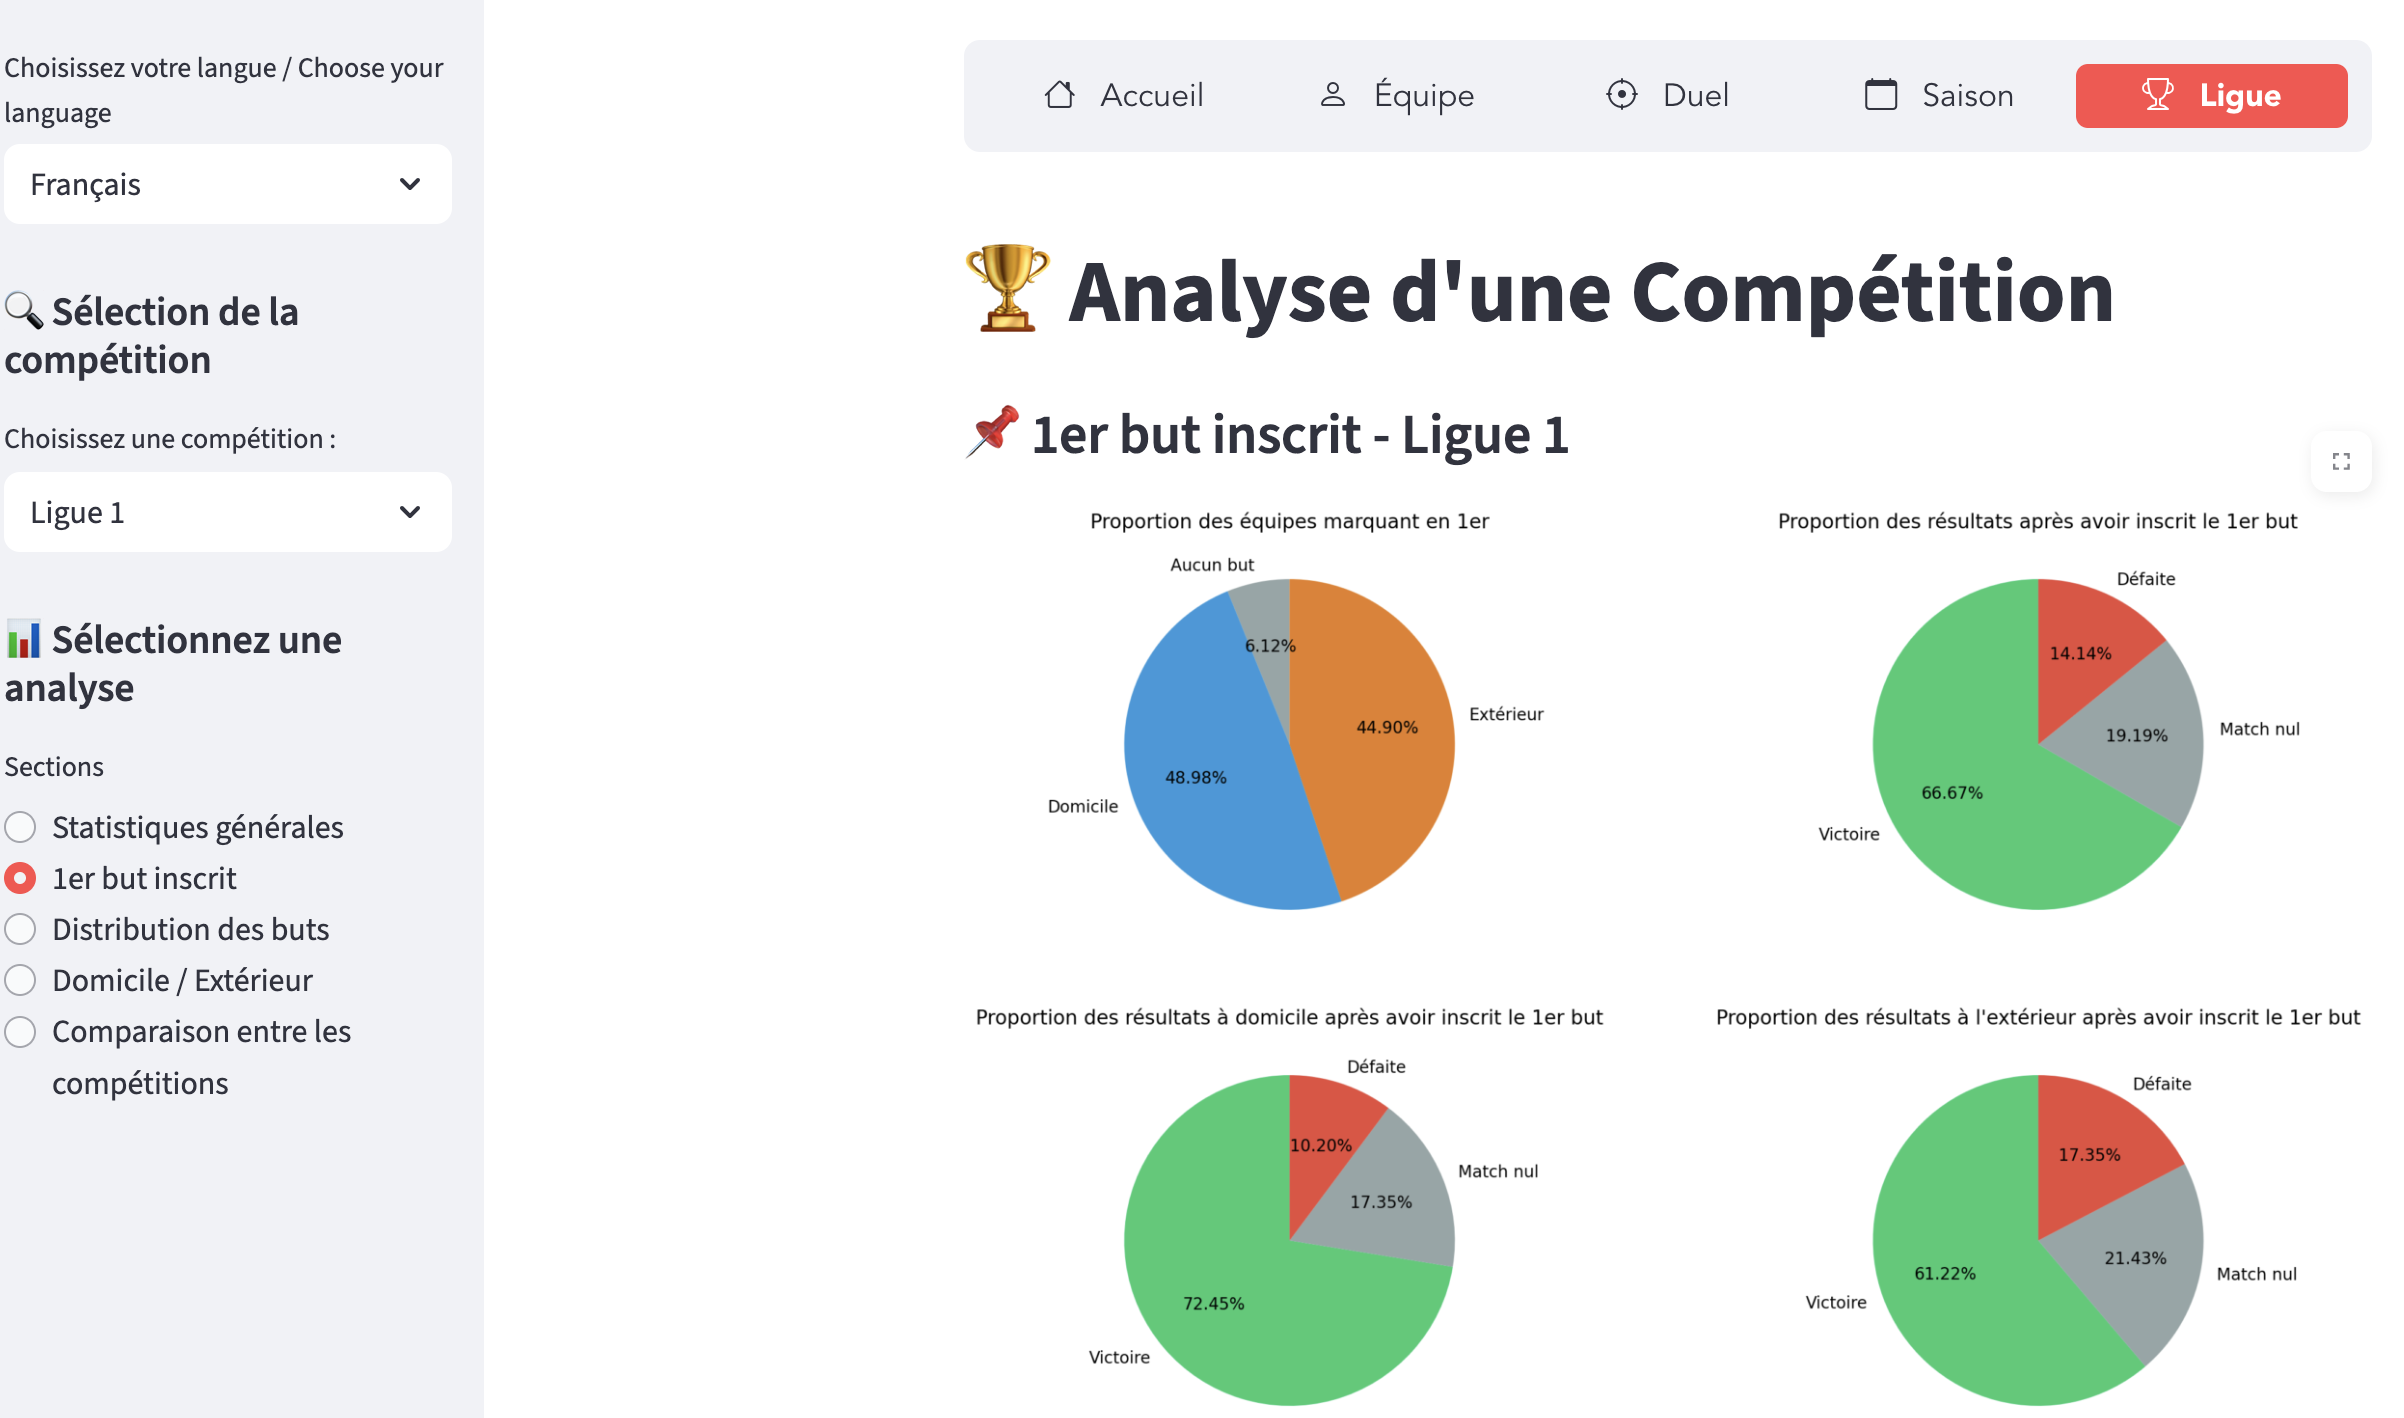 Choisissez votre langue / Choose your
language
Français
Sélection de la
compétition
Choisissez une compétition :
Ligue 1
Sélectionnez une
analyse
Sections
Statistiques générales
1er but inscrit
Distribution des buts
Domicile / Extérieur
Comparaison entre les
compétitions
Accueil Équipe Duel Saison Ligue
Analyse d'une Compétition
1er but inscrit - Ligue 1
Proportion des équipes marquant en 1er
Aucun but
6.12%
Extérieur
44.90%
48.98%
Domicile
Proportion des résultats après avoir inscrit le 1er but
Défaite
14.14%
Match nul
19.19%
66.67%
Victoire
Proportion des résultats à domicile après avoir inscrit le 1er but
Défaite
10.20%
Match nul
17.35%
72.45%
Victoire
Proportion des résultats à l'extérieur après avoir inscrit le 1er but
Défaite
17.35%
21.43%
Match nul
61.22%
Victoire